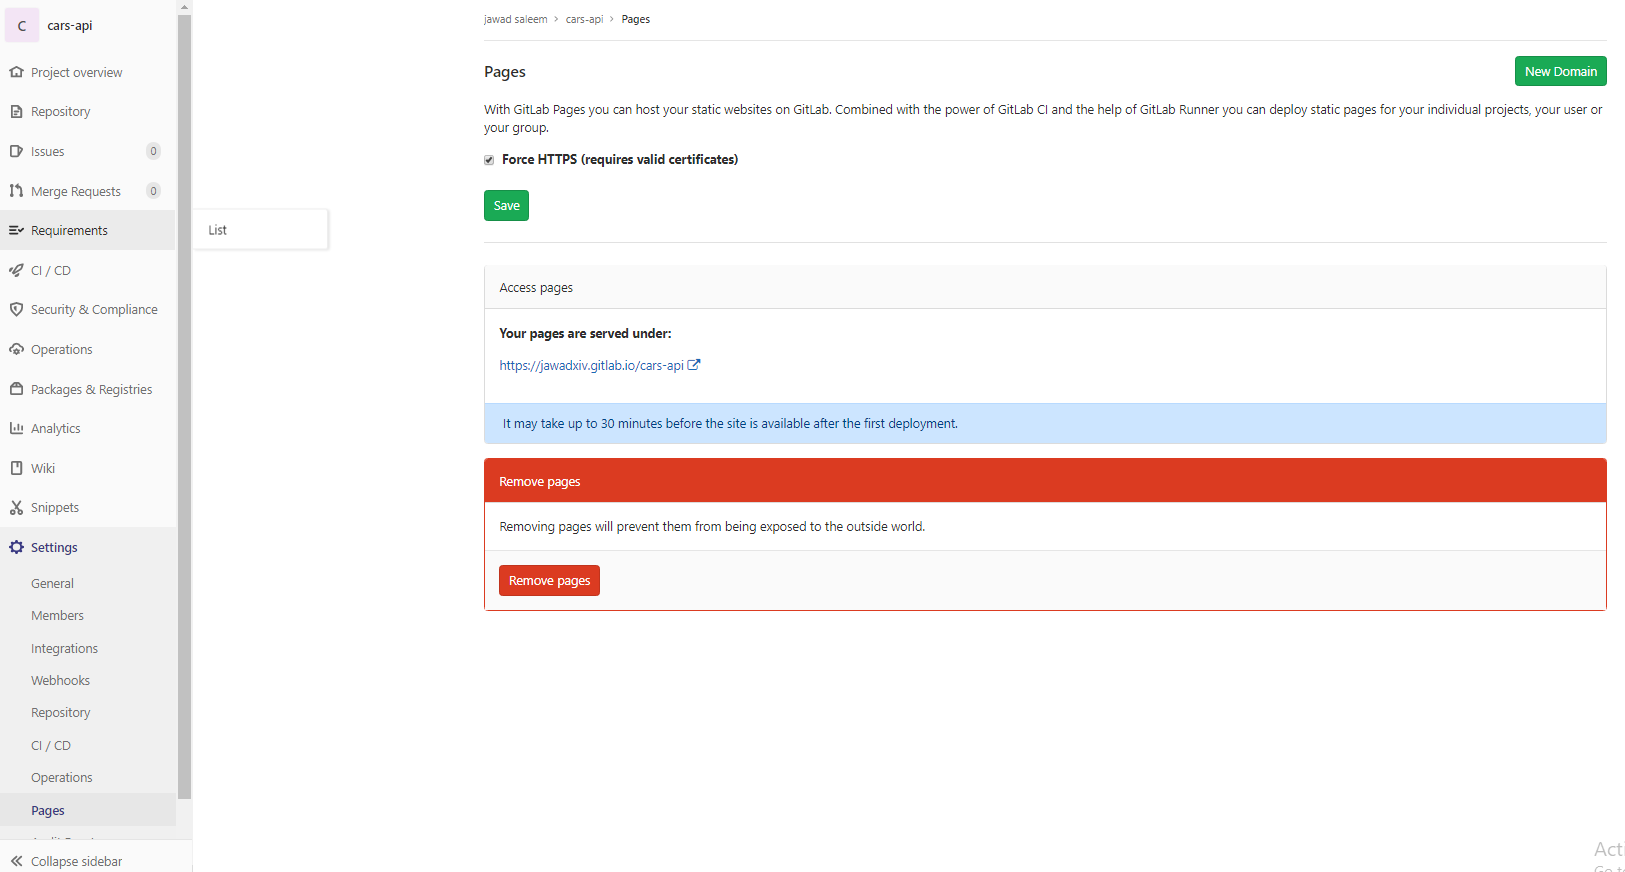 C cars-api
Project overview
Repository
Issues 0
Merge Requests 0
Requirements
List
CI / CD
Security & Compliance
Operations
Packages & Registries
Analytics
Wiki
Snippets
Settings
General
Members
Integrations
Webhooks
Repository
CI / CD
Operations
Pages
Collapse sidebar
jawad saleem > cars-api > Pages
Pages
New Domain
With GitLab Pages you can host your static websites on GitLab. Combined with the power of GitLab CI and the help of GitLab Runner you can deploy static pages for your individual projects, your user or
your group.
Force HTTPS (requires valid certificates)
Save
Access pages
Your pages are served under:
https://jawadxiv.gitlab.io/cars-api
It may take up to 30 minutes before the site is available after the first deployment.
Remove pages
Removing pages will prevent them from being exposed to the outside world.
Remove pages
Acti